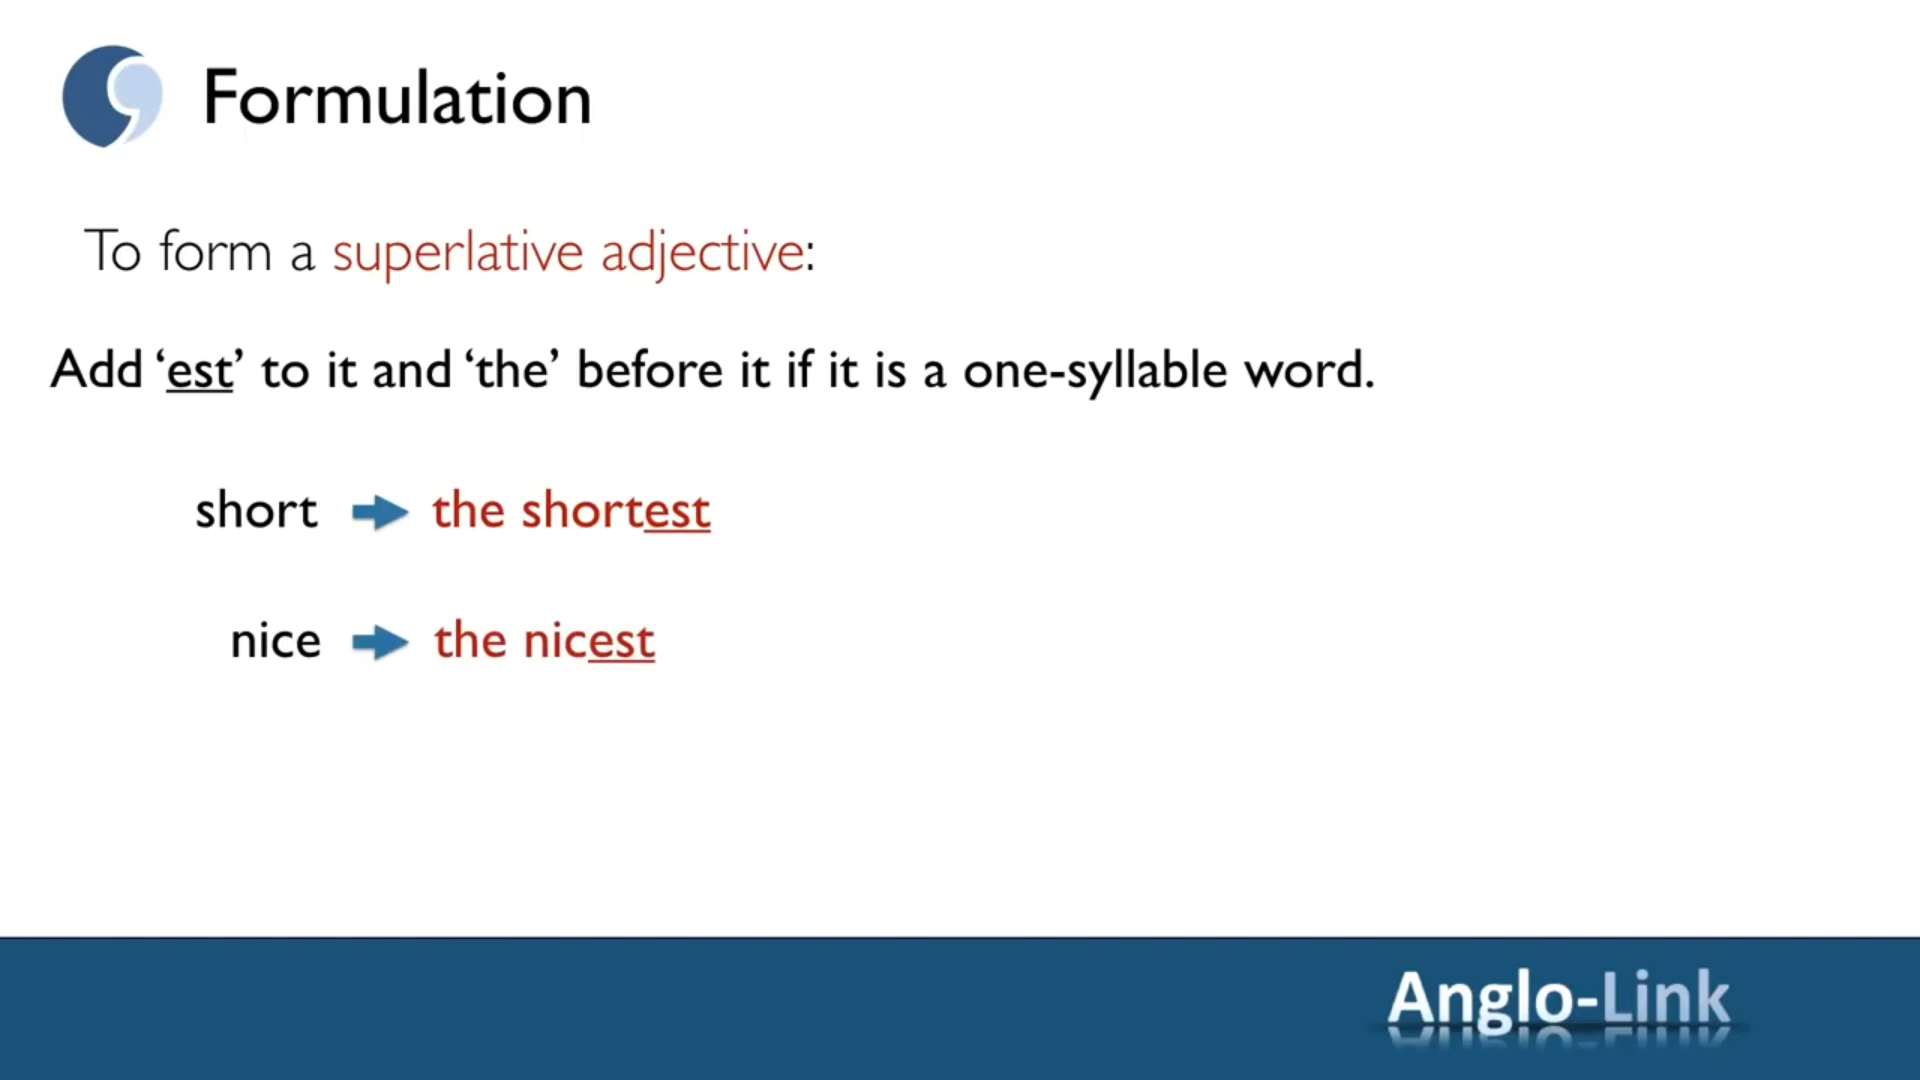 Formulation
To form a superlative adjective:
Add ‘est’ to it and ‘the’ before it if it is a one-syllable word.
short the shortest
nice the nicest
Anglo-Link